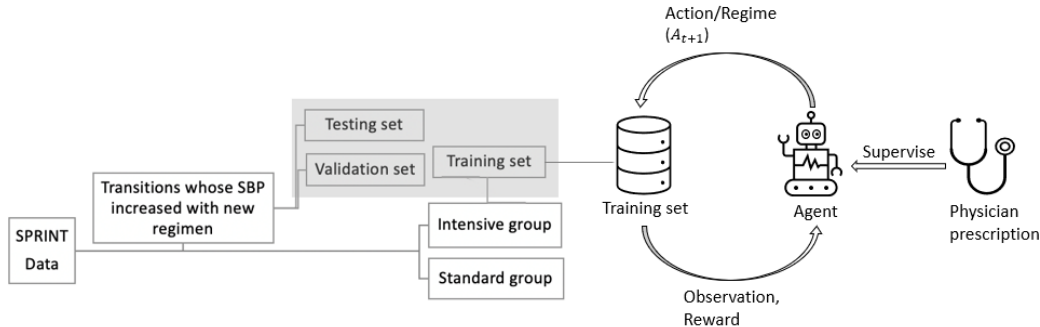 SPRINT
Data
Transitions whose SBP
increased with new
regimen
Testing set
Validation set
Training set
Intensive group
Standard group
Action/Regime
(Aₜ₊₁)
Training set
Agent
Supervise
Physician
prescription
Observation,
Reward